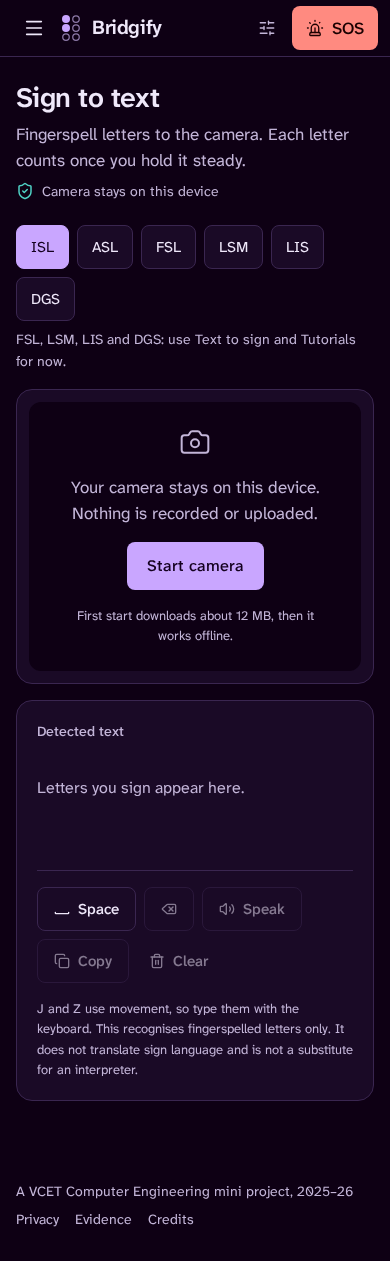 Bridgify
SOS
Sign to text
Fingerspell letters to the camera. Each letter
counts once you hold it steady.
Camera stays on this device
ISL
ASL
FSL
LSM
LIS
DGS
FSL, LSM, LIS and DGS: use Text to sign and Tutorials
for now.
Your camera stays on this device.
Nothing is recorded or uploaded.
Start camera
First start downloads about 12 MB, then it
works offline.
Detected text
Letters you sign appear here.
Space
Speak
Copy
Clear
J and Z use movement, so type them with the
keyboard. This recognises fingerspelled letters only. It
does not translate sign language and is not a substitute
for an interpreter.
A VCET Computer Engineering mini project, 2025–26
Privacy
Evidence
Credits